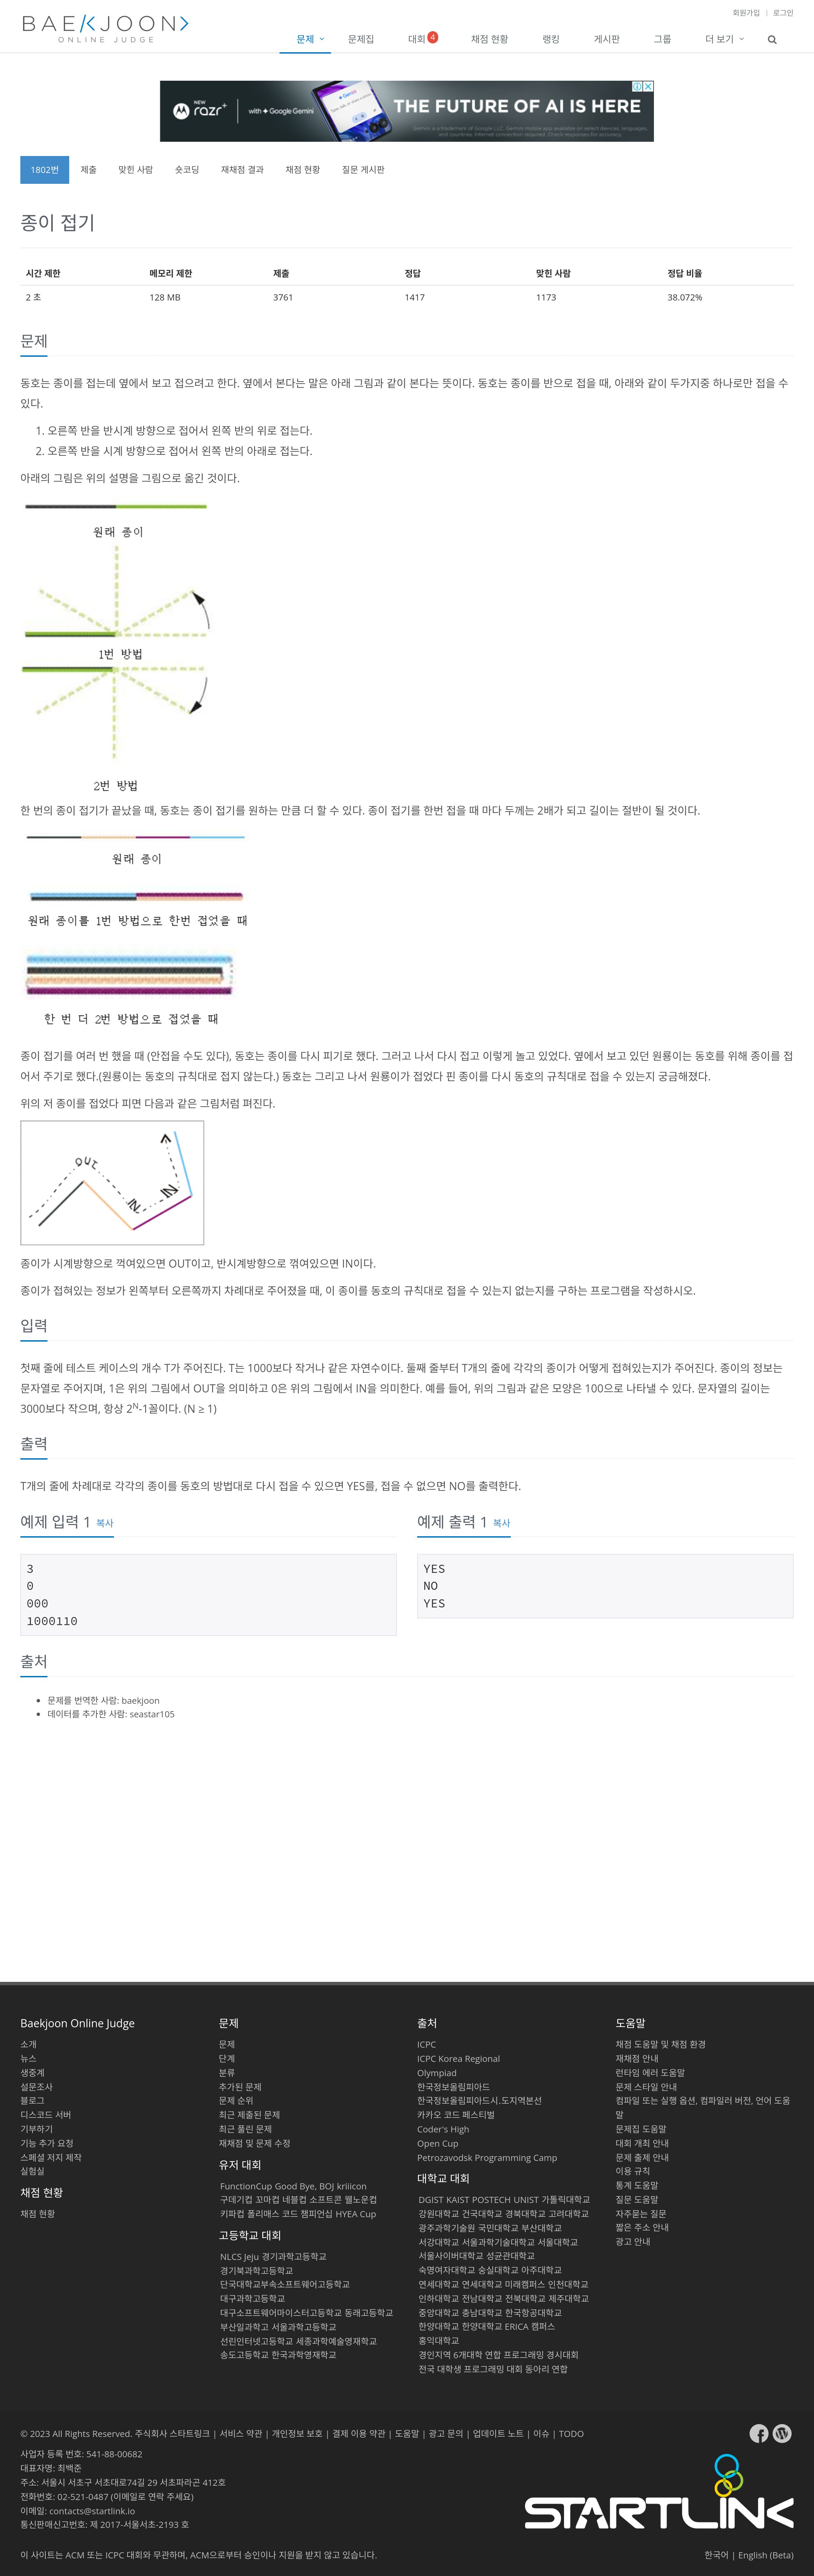 회원가입 | 로그인
BAEKJOON>
ONLINE JUDGE
문제 문제집 대회 4 채점 현황 랭킹 게시판 그룹 더 보기
NEW
motorola razr+ with Google Gemini THE FUTURE OF AI IS HERE
1802번 제출 맞힌 사람 숏코딩 재채점 결과 채점 현황 질문 게시판
종이 접기
시간 제한 메모리 제한 제출 정답 맞힌 사람 정답 비율
2 초 128 MB 3761 1417 1173 38.072%
문제
동호는 종이를 접는데 옆에서 보고 접으려고 한다. 옆에서 본다는 말은 아래 그림과 같이 본다는 뜻이다. 동호는 종이를 반으로 접을 때, 아래와 같이 두가지중 하나로만 접을 수
있다.
1. 오른쪽 반을 반시계 방향으로 접어서 왼쪽 반의 위로 접는다.
2. 오른쪽 반을 시계 방향으로 접어서 왼쪽 반의 아래로 접는다.
아래의 그림은 위의 설명을 그림으로 옮긴 것이다.
원래 종이
1번 방법
2번 방법
한 번의 종이 접기가 끝났을 때, 동호는 종이 접기를 원하는 만큼 더 할 수 있다. 종이 접기를 한번 접을 때 마다 두께는 2배가 되고 길이는 절반이 될 것이다.
원래 종이
원래 종이를 1번 방법으로 한번 접었을 때
한 번 더 2번 방법으로 접었을 때
종이 접기를 여러 번 했을 때 (안접을 수도 있다), 동호는 종이를 다시 피기로 했다. 그러고 나서 다시 접고 이렇게 놀고 있었다. 옆에서 보고 있던 원룡이는 동호를 위해 종이를 접
어서 주기로 했다.(원룡이는 동호의 규칙대로 접지 않는다.) 동호는 그리고 나서 원룡이가 접었다 핀 종이를 다시 동호의 규칙대로 접을 수 있는지 궁금해졌다.
위의 저 종이를 접었다 피면 다음과 같은 그림처럼 펴진다.
OUT IN IN
종이가 시계방향으로 꺽여있으면 OUT이고, 반시계방향으로 꺾여있으면 IN이다.
종이가 접혀있는 정보가 왼쪽부터 오른쪽까지 차례대로 주어졌을 때, 이 종이를 동호의 규칙대로 접을 수 있는지 없는지를 구하는 프로그램을 작성하시오.
입력
첫째 줄에 테스트 케이스의 개수 T가 주어진다. T는 1000보다 작거나 같은 자연수이다. 둘째 줄부터 T개의 줄에 각각의 종이가 어떻게 접혀있는지가 주어진다. 종이의 정보는
문자열로 주어지며, 1은 위의 그림에서 OUT을 의미하고 0은 위의 그림에서 IN을 의미한다. 예를 들어, 위의 그림과 같은 모양은 100으로 나타낼 수 있다. 문자열의 길이는
3000보다 작으며, 항상 2N-1꼴이다. (N ≥ 1)
출력
T개의 줄에 차례대로 각각의 종이를 동호의 방법대로 다시 접을 수 있으면 YES를, 접을 수 없으면 NO를 출력한다.
예제 입력 1 복사
3
0
000
1000110
예제 출력 1 복사
YES
NO
YES
출처
• 문제를 번역한 사람: baekjoon
• 데이터를 추가한 사람: seastar105
Baekjoon Online Judge
소개
뉴스
생중계
설문조사
블로그
디스코드 서버
기부하기
기능 추가 요청
스페셜 저지 제작
실험실
채점 현황
채점 현황
문제
문제
단계
분류
추가된 문제
문제 순위
최근 제출된 문제
최근 풀린 문제
재채점 및 문제 수정
유저 대회
FunctionCup Good Bye, BOJ kriiicon
구데기컵 꼬마컵 네블컵 소프트콘 웰노운컵
키파컵 폴리매스 코드 챔피언십 HYEA Cup
고등학교 대회
NLCS Jeju 경기과학고등학교
경기북과학고등학교
단국대학교부속소프트웨어고등학교
대구과학고등학교
대구소프트웨어마이스터고등학교 동래고등학교
부산일과학고 서울과학고등학교
선린인터넷고등학교 세종과학예술영재학교
송도고등학교 한국과학영재학교
출처
ICPC
ICPC Korea Regional
Olympiad
한국정보올림피아드
한국정보올림피아드시.도지역본선
카카오 코드 페스티벌
Coder's High
Open Cup
Petrozavodsk Programming Camp
대학교 대회
DGIST KAIST POSTECH UNIST 가톨릭대학교
강원대학교 건국대학교 경북대학교 고려대학교
광주과학기술원 국민대학교 부산대학교
서강대학교 서울과학기술대학교 서울대학교
서울사이버대학교 성균관대학교
숙명여자대학교 숭실대학교 아주대학교
연세대학교 연세대학교 미래캠퍼스 인천대학교
인하대학교 전남대학교 전북대학교 제주대학교
중앙대학교 충남대학교 한국항공대학교
한양대학교 한양대학교 ERICA 캠퍼스
홍익대학교
경인지역 6개대학 연합 프로그래밍 경시대회
전국 대학생 프로그래밍 대회 동아리 연합
도움말
채점 도움말 및 채점 환경
재채점 안내
런타임 에러 도움말
문제 스타일 안내
컴파일 또는 실행 옵션, 컴파일러 버전, 언어 도움
말
문제집 도움말
대회 개최 안내
문제 출제 안내
이용 규칙
통계 도움말
질문 도움말
자주묻는 질문
짧은 주소 안내
광고 안내
© 2023 All Rights Reserved. 주식회사 스타트링크 | 서비스 약관 | 개인정보 보호 | 결제 이용 약관 | 도움말 | 광고 문의 | 업데이트 노트 | 이슈 | TODO
사업자 등록 번호: 541-88-00682
대표자명: 최백준
주소: 서울시 서초구 서초대로74길 29 서초파라곤 412호
전화번호: 02-521-0487 (이메일로 연락 주세요)
이메일: contacts@startlink.io
통신판매신고번호: 제 2017-서울서초-2193 호
STARTLINK
이 사이트는 ACM 또는 ICPC 대회와 무관하며, ACM으로부터 승인이나 지원을 받지 않고 있습니다.
한국어 | English (Beta)